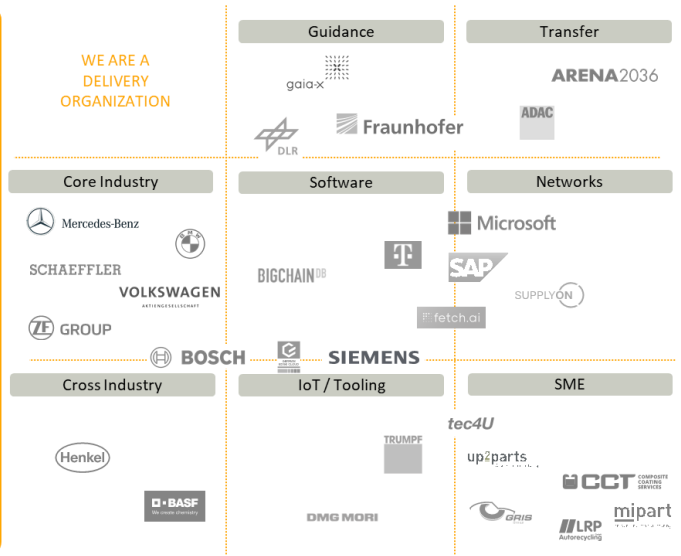 Guidance
Transfer
WE ARE A
DELIVERY
ORGANIZATION
gaia-x
ARENA2036
Fraunhofer
ADAC
DLR
Core Industry
Software
Networks
Mercedes-Benz
Microsoft
SCHAEFFLER
T
SAP
BIGCHAINDB
VOLKSWAGEN
AKTIENGESELLSCHAFT
SUPPLYON
fetch.ai
ZF GROUP
BOSCH
SIEMENS
Cross Industry
IoT / Tooling
SME
tec4U
TRUMPF
Henkel
up2parts
CCT COMPOSITE
COATING
SERVICES
BASF
We create chemistry
DMG MORI
GRIS
mipart
LRP
Autorecycling